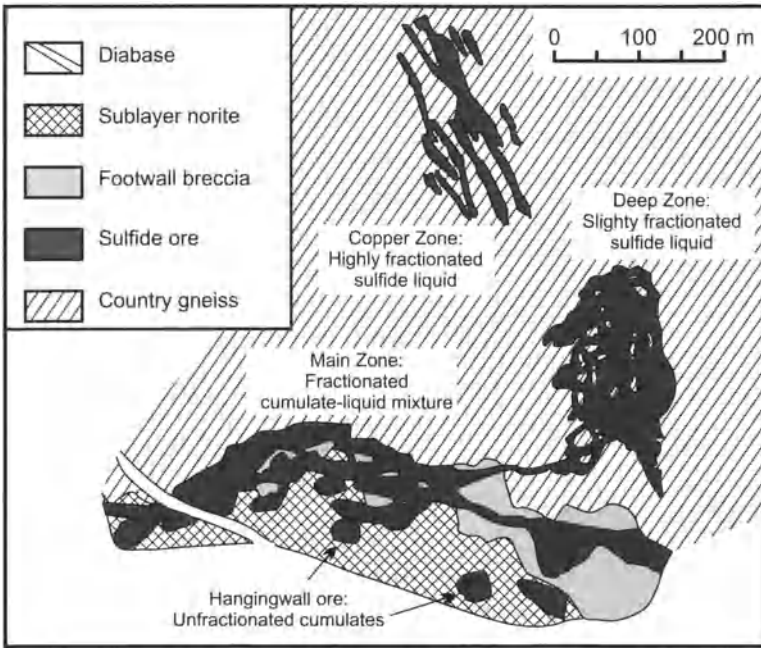 Diabase
Sublayer norite
Footwall breccia
Sulfide ore
Country gneiss
0 100 200 m
Copper Zone:
Highly fractionated
sulfide liquid
Deep Zone:
Slighty fractionated
sulfide liquid
Main Zone:
Fractionated
cumulate-liquid mixture
Hangingwall ore:
Unfractionated cumulates